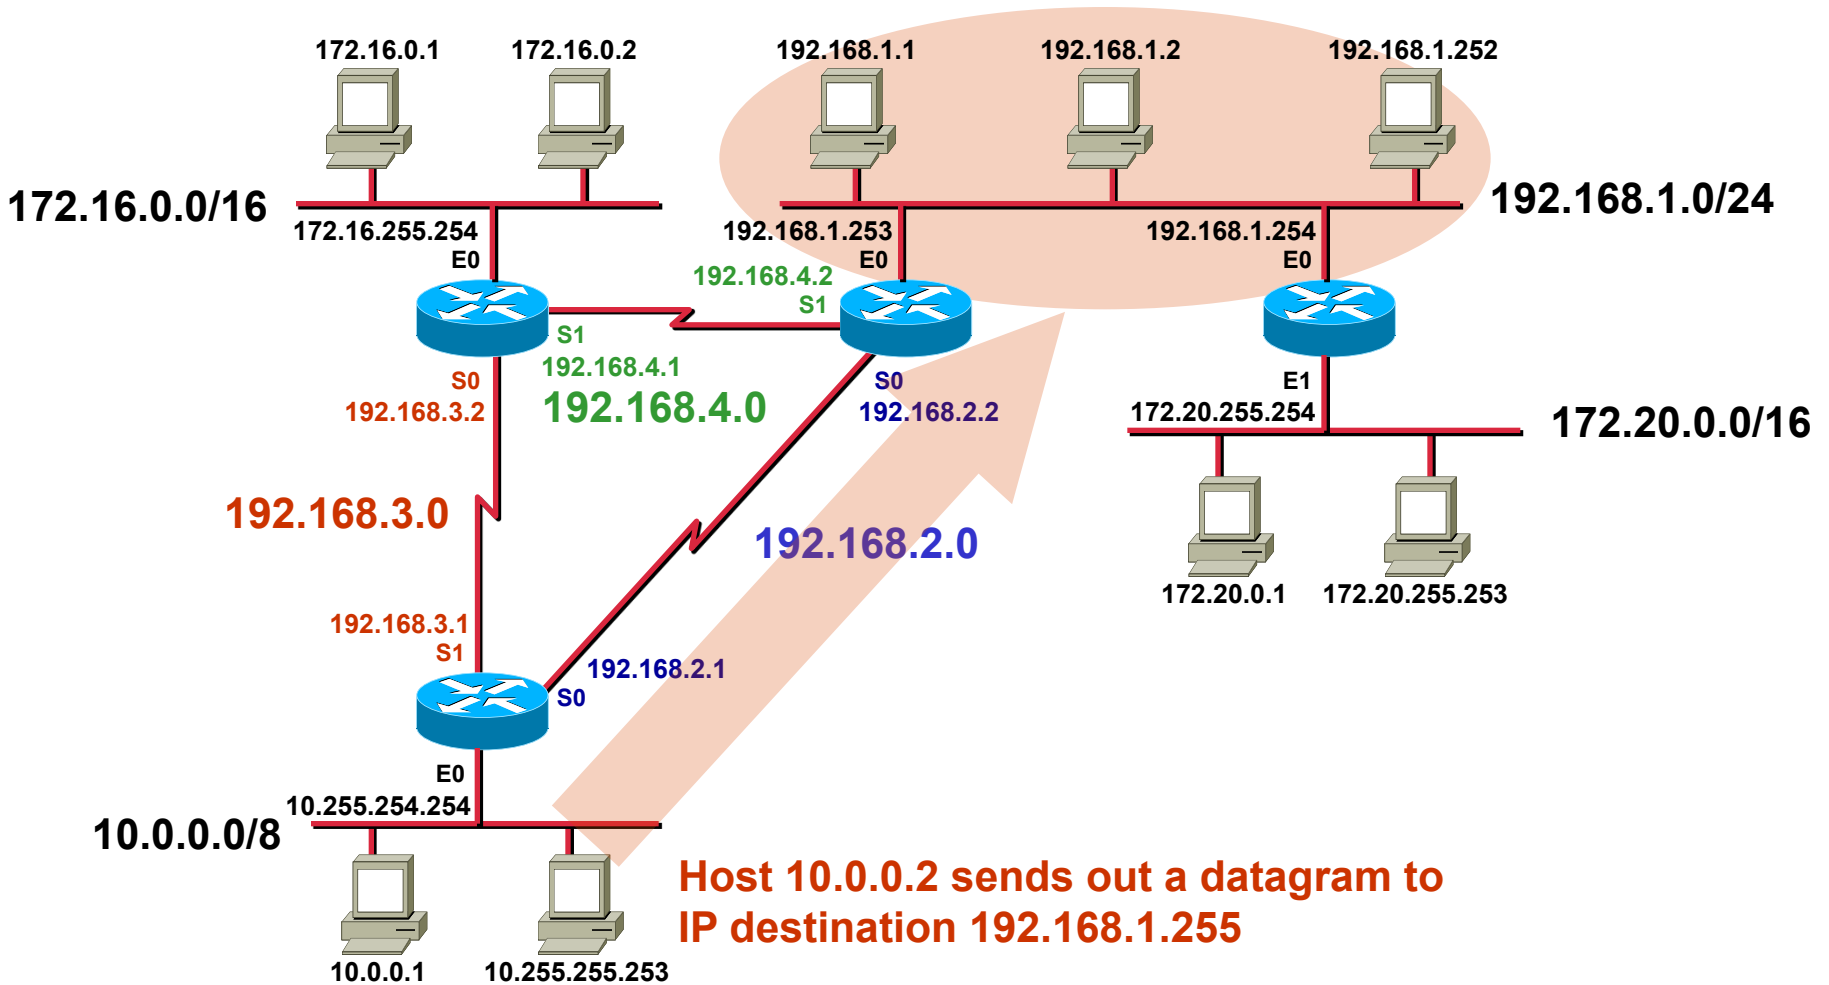 172.16.0.1
172.16.0.2
192.168.1.1
192.168.1.2
192.168.1.252
172.16.0.0/16
192.168.1.0/24
172.16.255.254
E0
192.168.1.253
E0
192.168.1.254
E0
192.168.4.2
S1
S1
192.168.4.1
192.168.4.0
S0
192.168.3.2
S0
192.168.2.2
E1
172.20.255.254
172.20.0.0/16
192.168.3.0
192.168.2.0
172.20.0.1
172.20.255.253
192.168.3.1
S1
192.168.2.1
S0
E0
10.255.254.254
10.0.0.0/8
Host 10.0.0.2 sends out a datagram to
IP destination 192.168.1.255
10.0.0.1
10.255.255.253